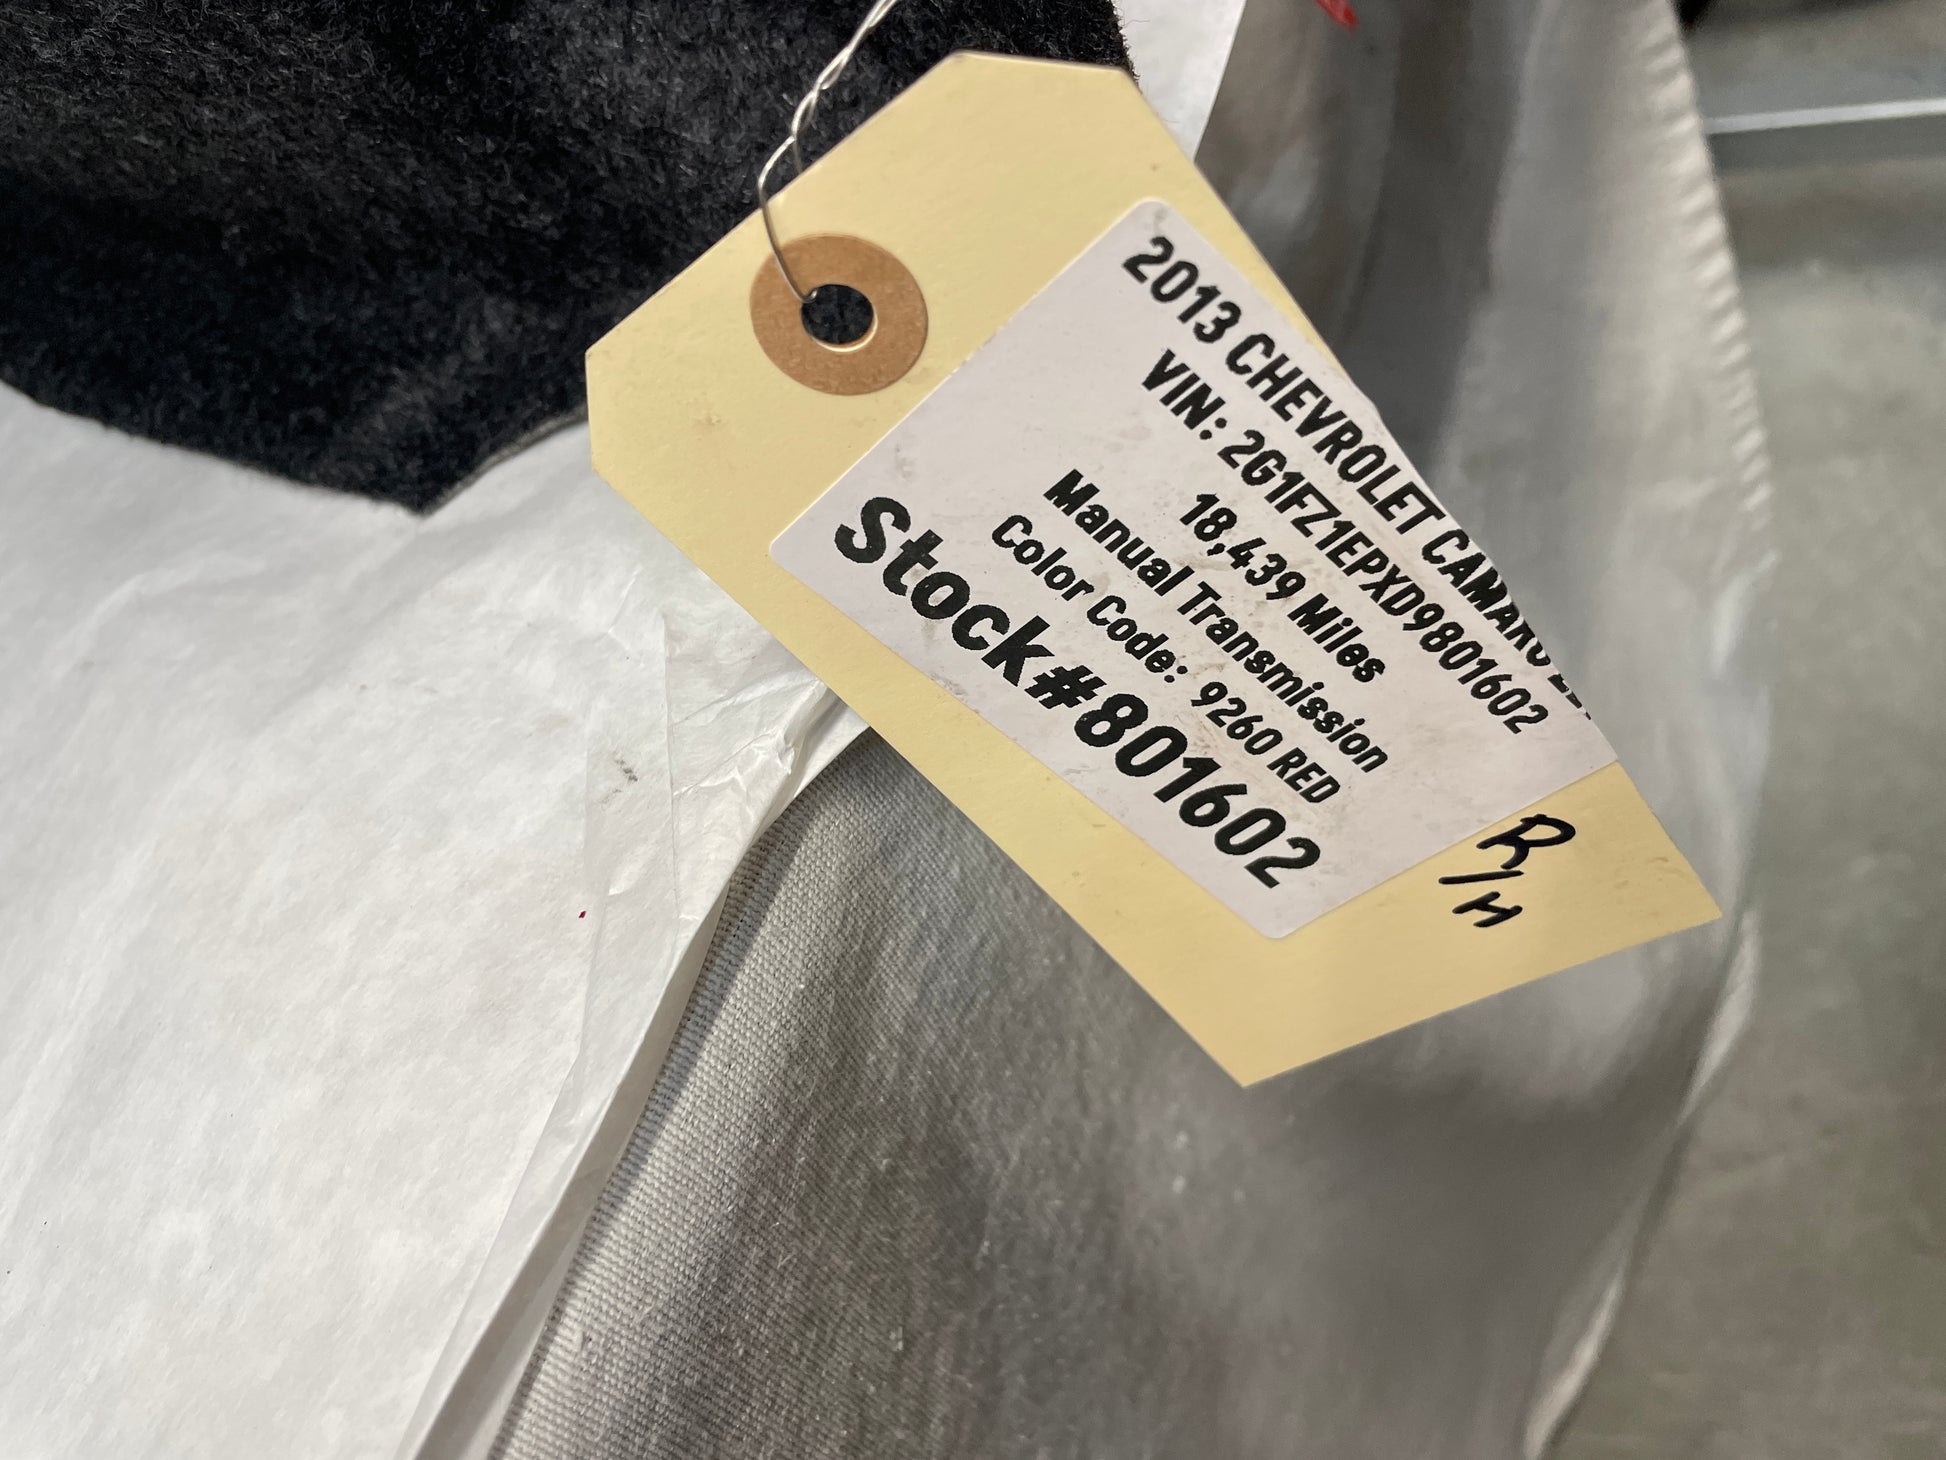 2013 CHEVROLET CAMARO
VIN: 2G1FZ1EPXD9801602
18,439 Miles
Manual Transmission
Color Code: 9260 RED
Stock#801602
R/H